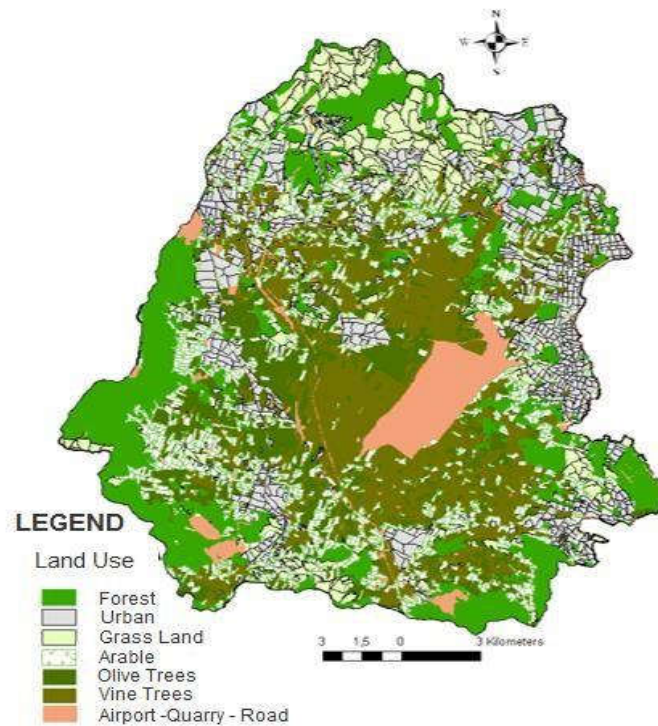 N
W E
S
LEGEND
Land Use
Forest
Urban
Grass Land
Arable
Olive Trees
Vine Trees
Airport -Quarry - Road
3 1,5 0 3 Kilometers